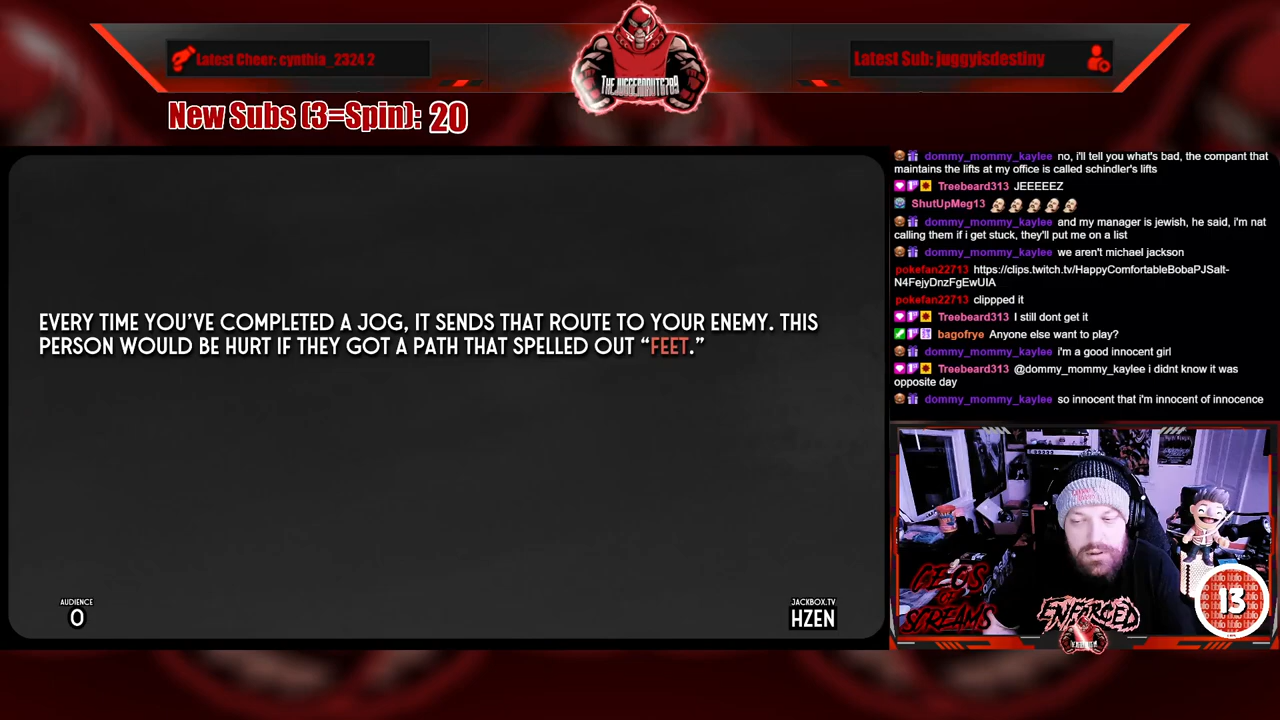 Latest Cheer: cynthia_2324 2
THEJUGGERNAUT6789
Latest Sub: juggyisdestiny
New Subs (3=Spin): 20
dommy_mommy_kaylee no, i'll tell you what's bad, the compant that
maintains the lifts at my office is called schindler's lifts
Treebeard313 JEEEEEZ
ShutUpMeg13
dommy_mommy_kaylee and my manager is jewish, he said, i'm nat
calling them if i get stuck, they'll put me on a list
dommy_mommy_kaylee we aren't michael jackson
pokefan22713 https://clips.twitch.tv/HappyComfortableBobaPJSalt-
N4FejyDnzFgEwUIA
pokefan22713 clippped it
Treebeard313 I still dont get it
bagofrye Anyone else want to play?
dommy_mommy_kaylee i'm a good innocent girl
Treebeard313 @dommy_mommy_kaylee i didnt know it was
opposite day
dommy_mommy_kaylee so innocent that i'm innocent of innocence
EVERY TIME YOU'VE COMPLETED A JOG, IT SENDS THAT ROUTE TO YOUR ENEMY. THIS
PERSON WOULD BE HURT IF THEY GOT A PATH THAT SPELLED OUT “FEET.”
AUDIENCE
0
JACKBOX.TV
HZEN
SCREAMS
ENFORCED
13